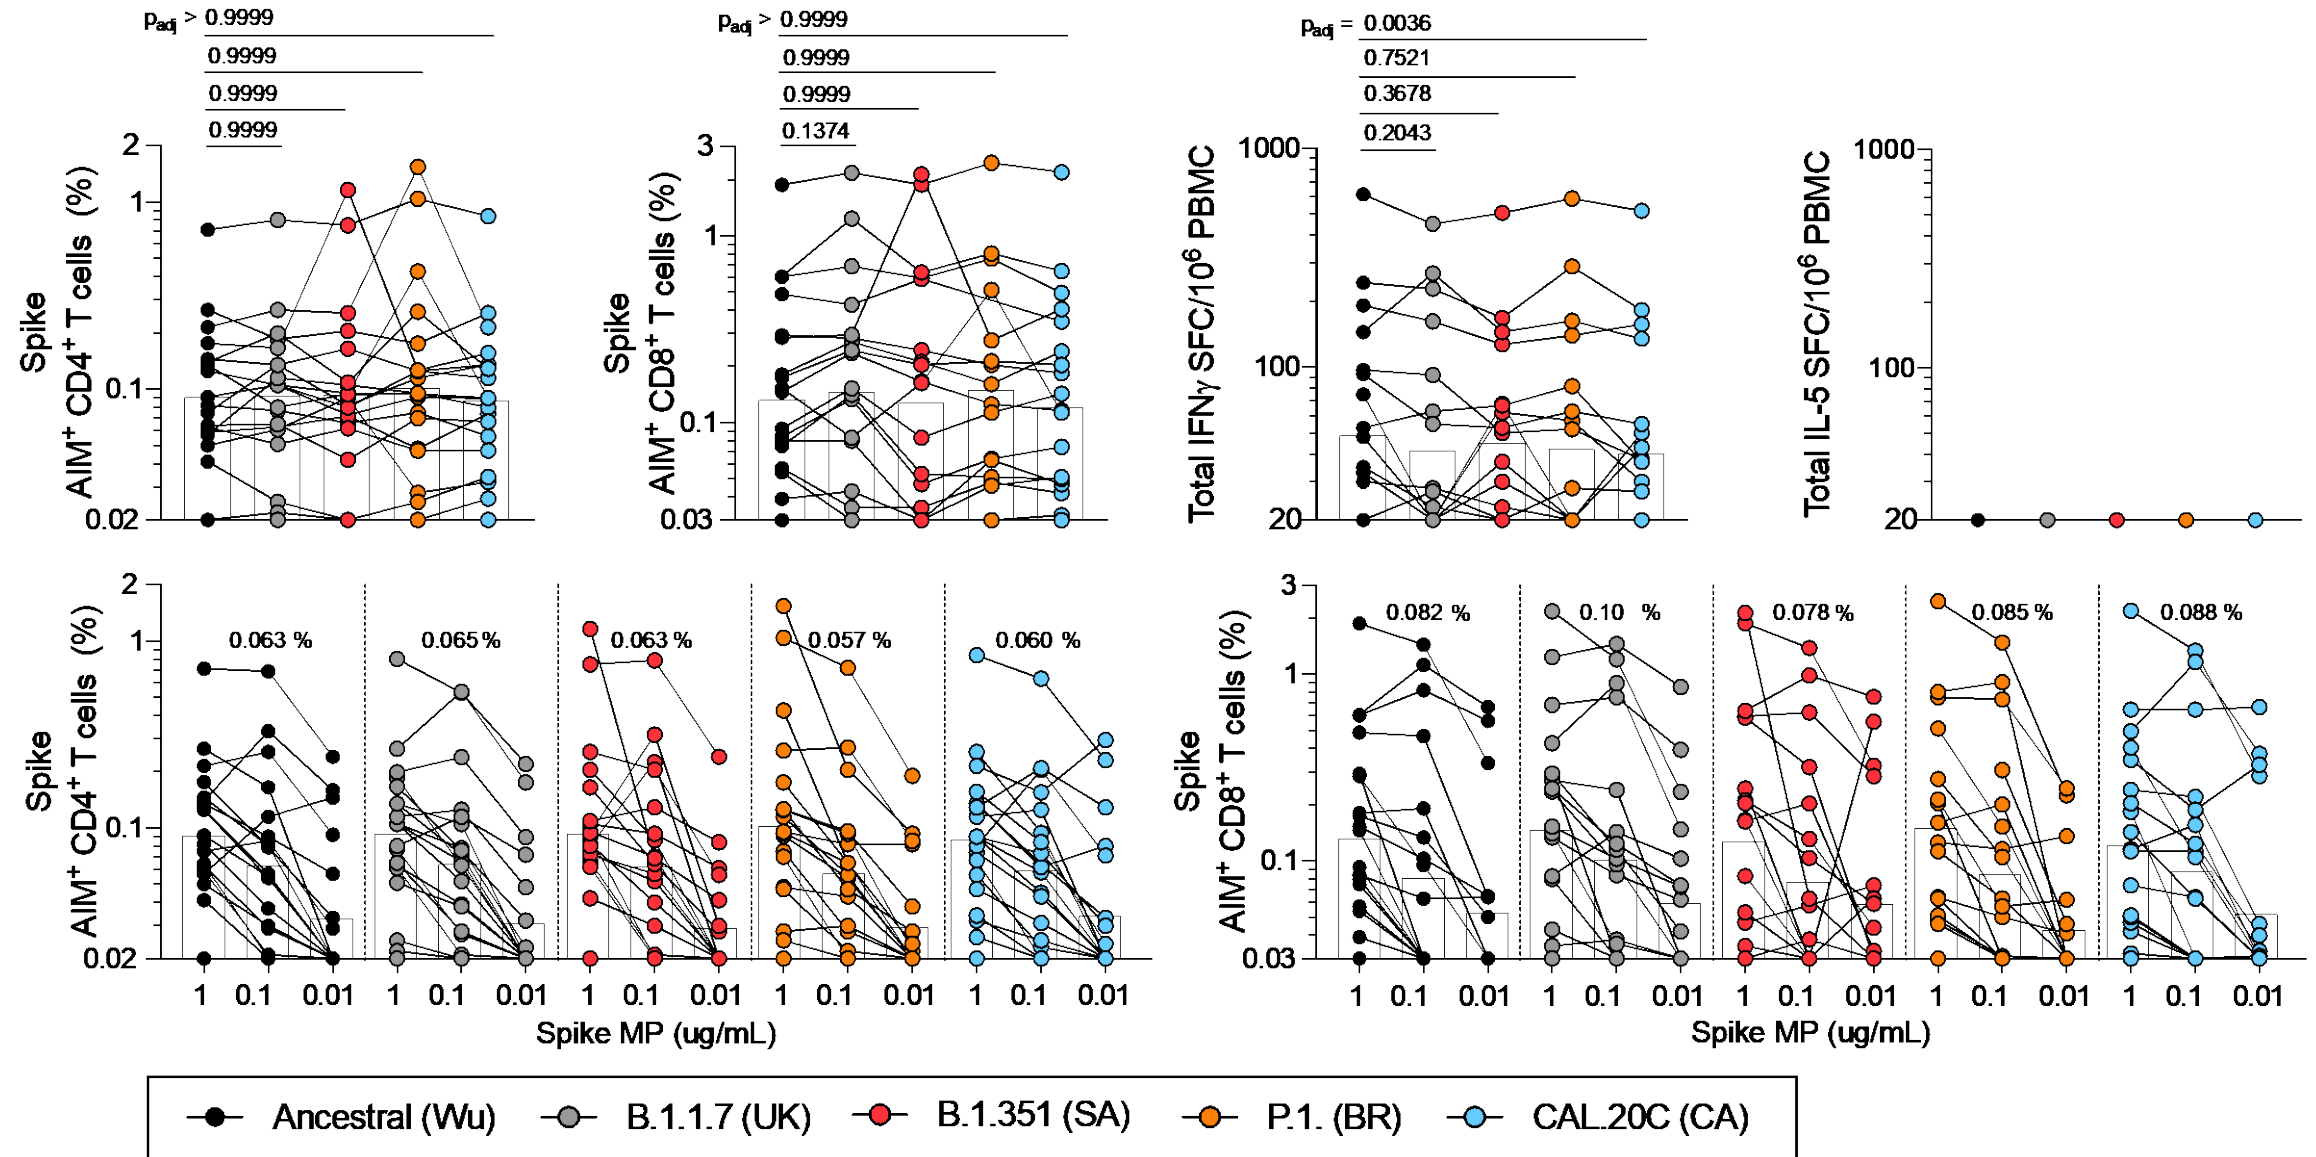 p_adj > 0.9999
0.9999
0.9999
0.9999
Spike
AIM⁺ CD4⁺ T cells (%)
2
1
0.1
0.02
p_adj > 0.9999
0.9999
0.9999
0.1374
Spike
AIM⁺ CD8⁺ T cells (%)
3
1
0.1
0.03
p_adj = 0.0036
0.7521
0.3678
0.2043
Total IFNγ SFC/10⁶ PBMC
1000
100
20
Total IL-5 SFC/10⁶ PBMC
1000
100
20
Spike
AIM⁺ CD4⁺ T cells (%)
2
1
0.1
0.02
0.063 %
0.065 %
0.063 %
0.057 %
0.060 %
1 0.1 0.01 1 0.1 0.01 1 0.1 0.01 1 0.1 0.01 1 0.1 0.01
Spike MP (ug/mL)
Spike
AIM⁺ CD8⁺ T cells (%)
3
1
0.1
0.03
0.082 %
0.10 %
0.078 %
0.085 %
0.088 %
1 0.1 0.01 1 0.1 0.01 1 0.1 0.01 1 0.1 0.01 1 0.1 0.01
Spike MP (ug/mL)
Ancestral (Wu)
B.1.1.7 (UK)
B.1.351 (SA)
P.1. (BR)
CAL.20C (CA)